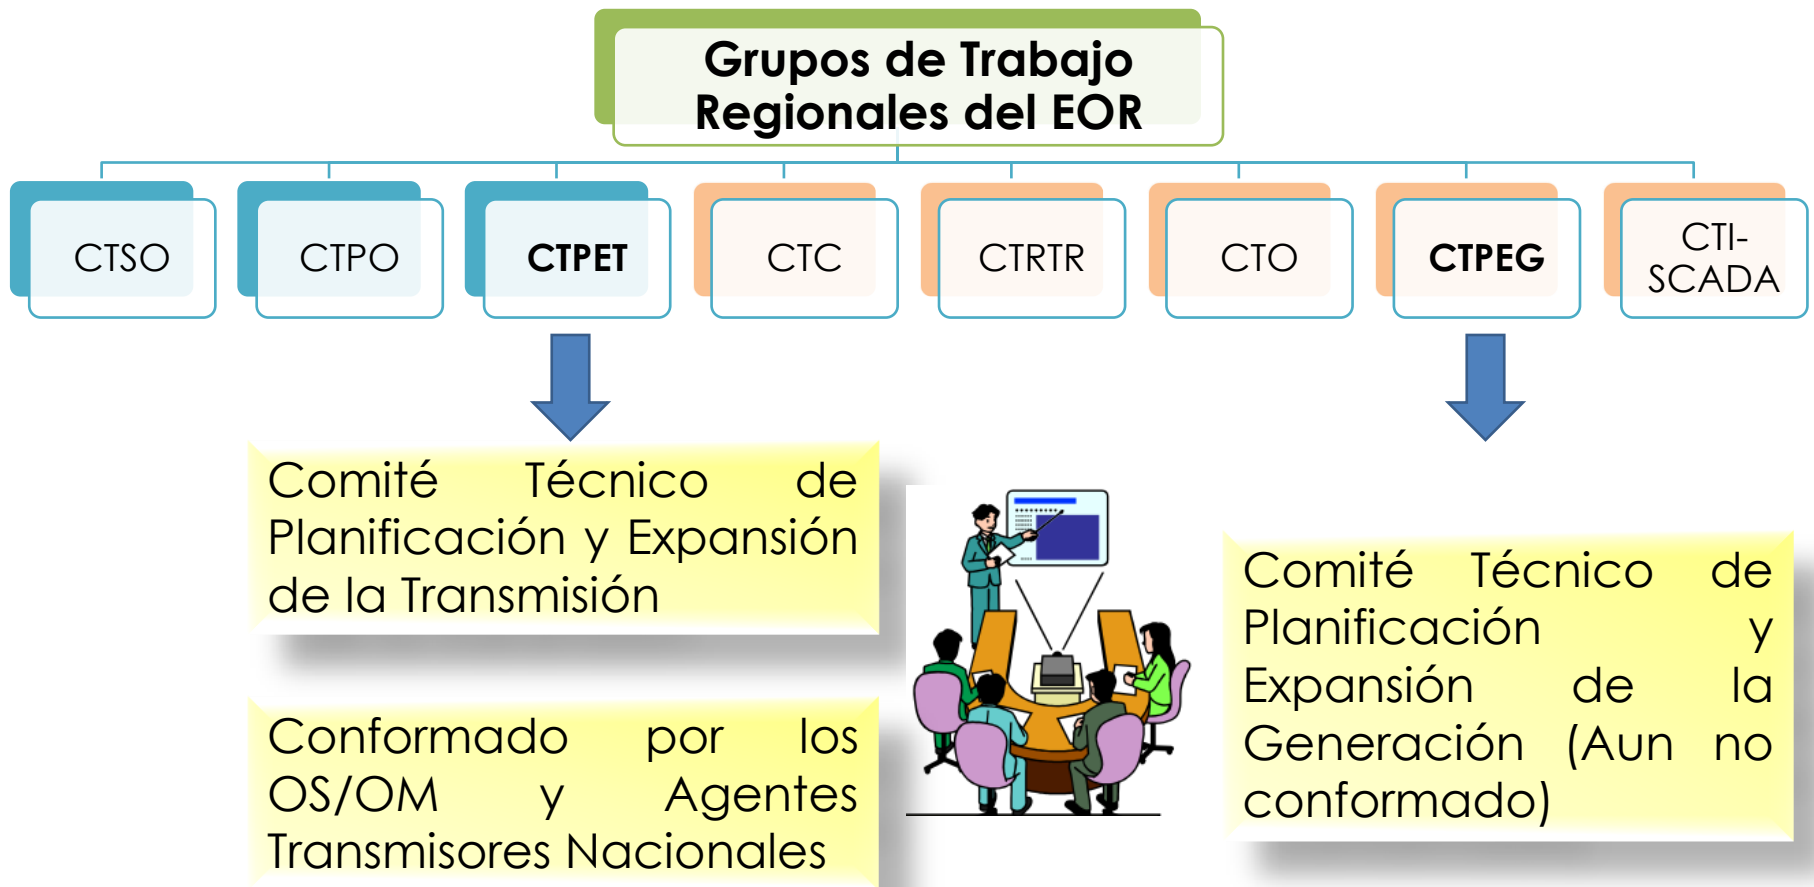 Grupos de Trabajo
Regionales del EOR
CTSO
CTPO
CTPET
CTC
CTRTR
CTO
CTPEG
CTI-
SCADA
Comité Técnico de
Planificación y Expansión
de la Transmisión
Conformado por los
OS/OM y Agentes
Transmisores Nacionales
Comité Técnico de
Planificación y
Expansión de la
Generación (Aun no
conformado)